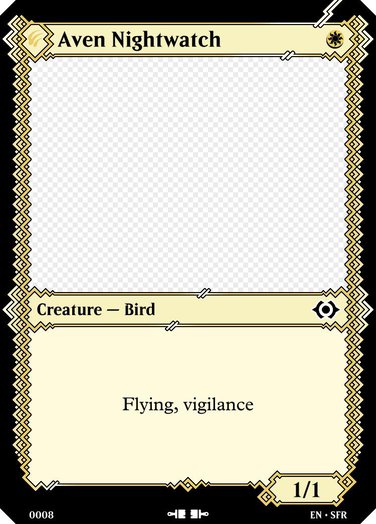 Aven Nightwatch
Creature — Bird
Flying, vigilance
1/1
0008
EN • SFR